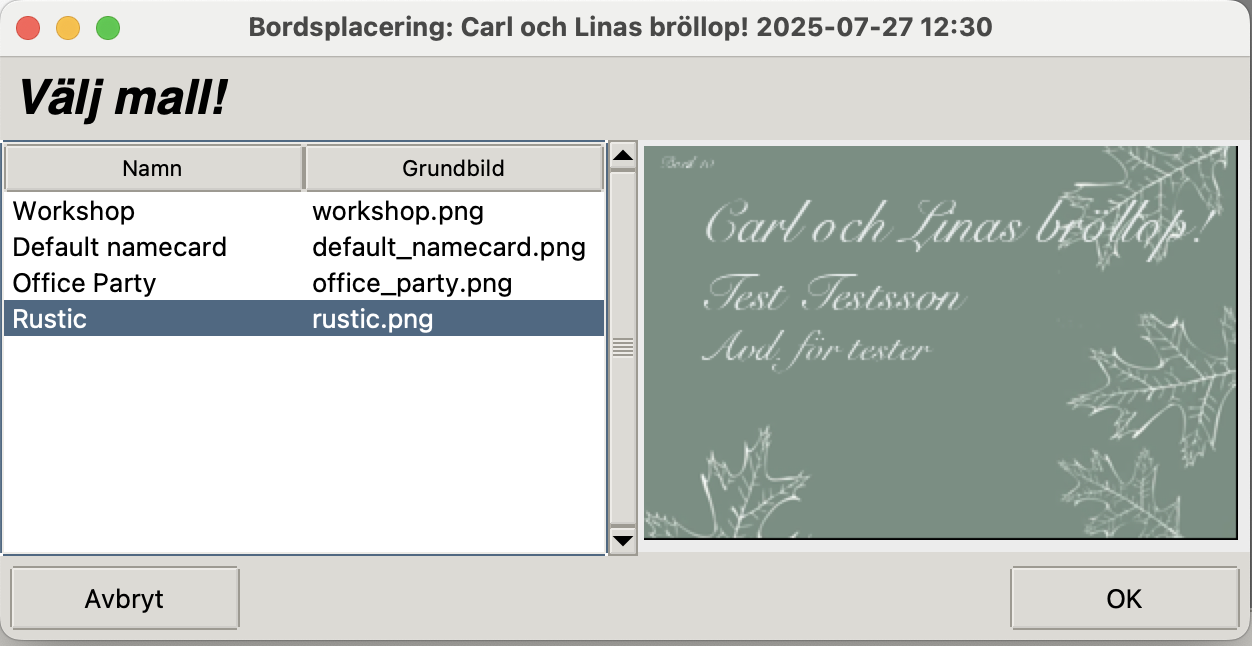 Bordsplacering: Carl och Linas bröllop! 2025-07-27 12:30
Välj mall!
Namn Grundbild
Workshop workshop.png
Default namecard default_namecard.png
Office Party office_party.png
Rustic rustic.png
Bord 10
Carl och Linas bröllop!
Test Testsson
Avd. för tester
Avbryt OK